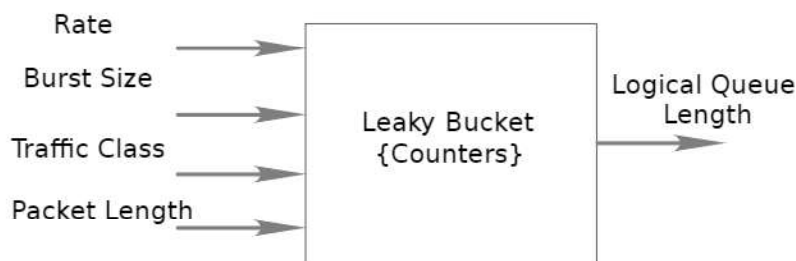 Rate
Burst Size
Traffic Class
Packet Length
Leaky Bucket
{Counters}
Logical Queue
Length